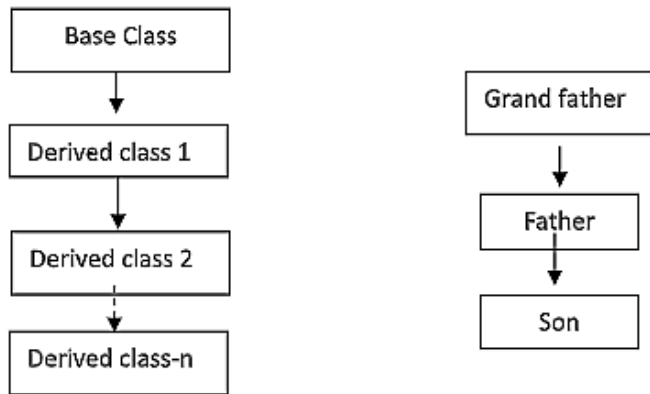 Base Class
Derived class 1
Derived class 2
Derived class-n
Grand father
Father
Son